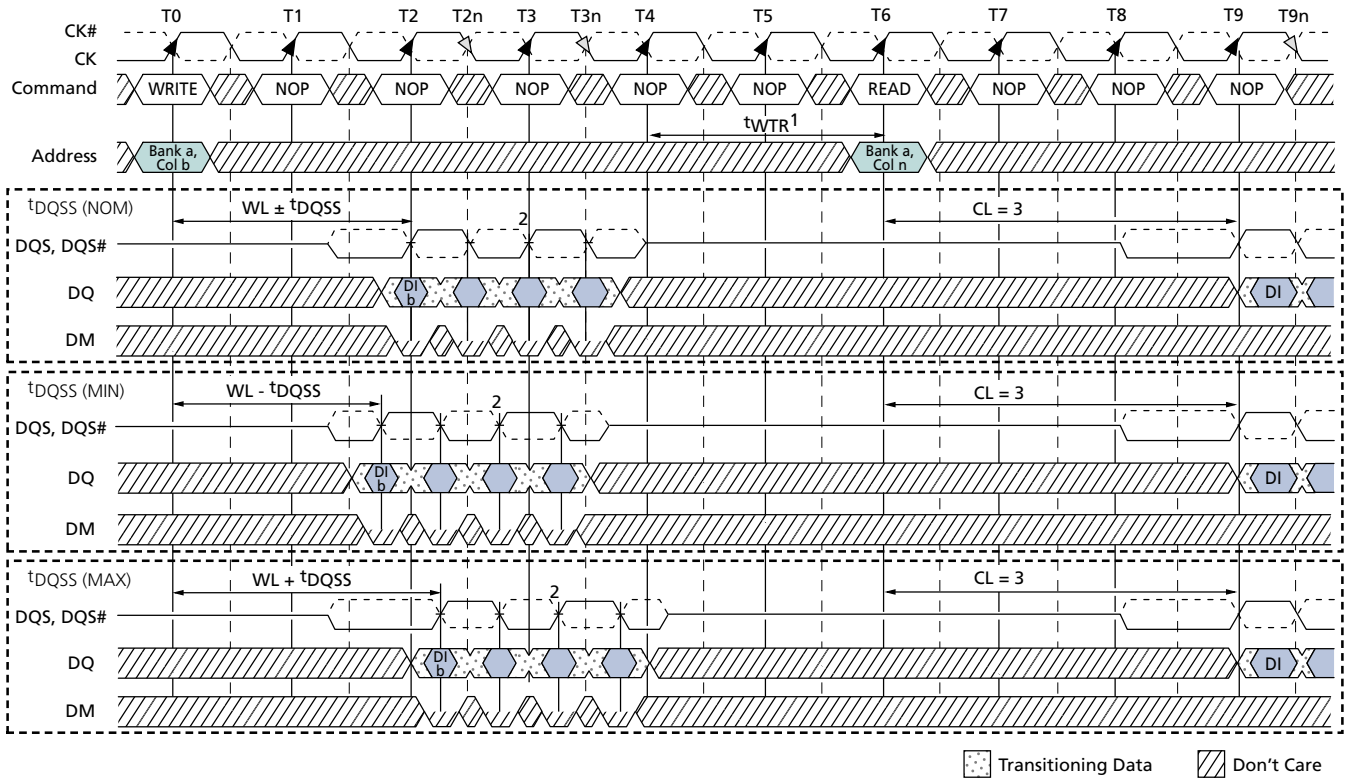 T0 T1 T2 T2n T3 T3n T4 T5 T6 T7 T8 T9 T9n
CK#
CK
Command WRITE NOP NOP NOP NOP NOP READ NOP NOP NOP
tWTR1
Address Bank a, Col b Bank a, Col n
tDQSS (NOM) WL ± tDQSS 2 CL = 3
DQS, DQS#
DQ DI b DI
DM
tDQSS (MIN) WL - tDQSS 2 CL = 3
DQS, DQS#
DQ DI b DI
DM
tDQSS (MAX) WL + tDQSS 2 CL = 3
DQS, DQS#
DQ DI b DI
DM
Transitioning Data Don't Care